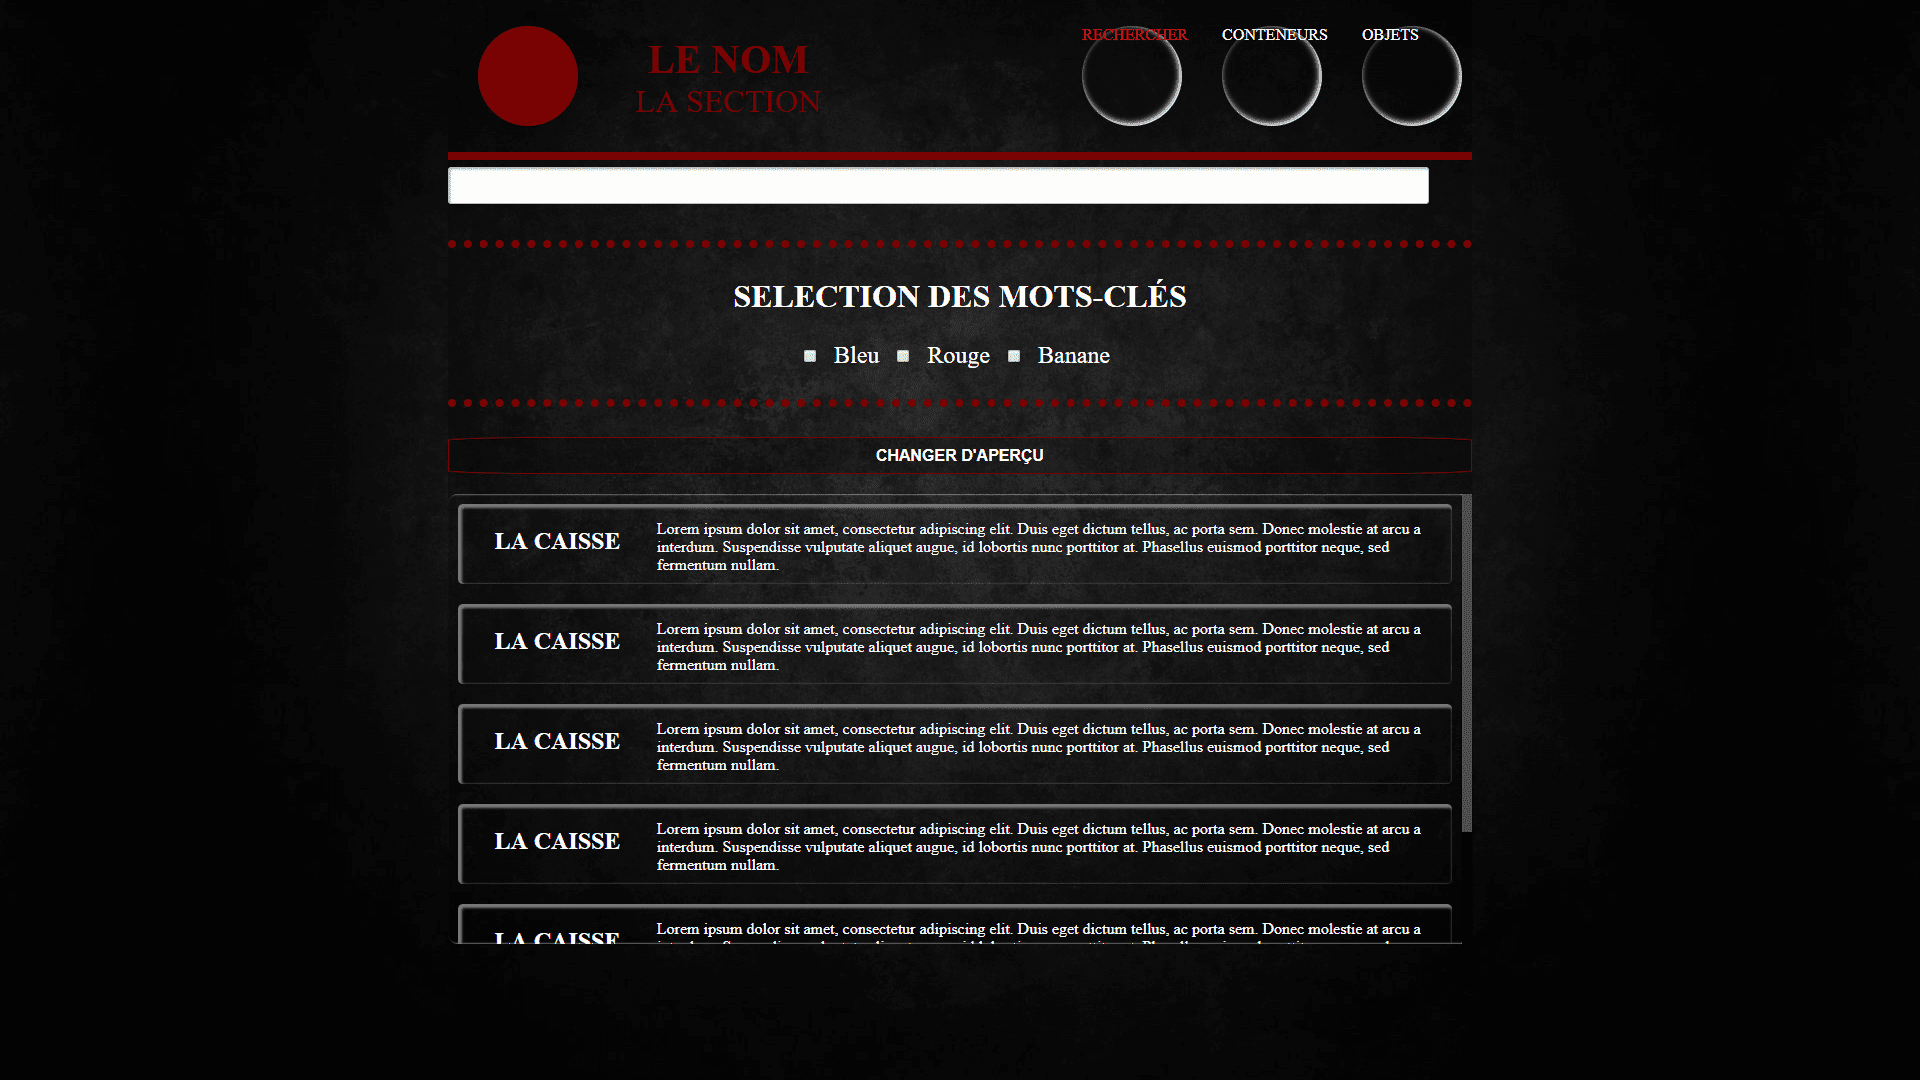 LE NOM
LA SECTION
RECHERCHER
CONTENEURS
OBJETS
SELECTION DES MOTS-CLÉS
Bleu Rouge Banane
CHANGER D'APERÇU
LA CAISSE
Lorem ipsum dolor sit amet, consectetur adipiscing elit. Duis eget dictum tellus, ac porta sem. Donec molestie at arcu a
interdum. Suspendisse vulputate aliquet augue, id lobortis nunc porttitor at. Phasellus euismod porttitor neque, sed
fermentum nullam.
LA CAISSE
Lorem ipsum dolor sit amet, consectetur adipiscing elit. Duis eget dictum tellus, ac porta sem. Donec molestie at arcu a
interdum. Suspendisse vulputate aliquet augue, id lobortis nunc porttitor at. Phasellus euismod porttitor neque, sed
fermentum nullam.
LA CAISSE
Lorem ipsum dolor sit amet, consectetur adipiscing elit. Duis eget dictum tellus, ac porta sem. Donec molestie at arcu a
interdum. Suspendisse vulputate aliquet augue, id lobortis nunc porttitor at. Phasellus euismod porttitor neque, sed
fermentum nullam.
LA CAISSE
Lorem ipsum dolor sit amet, consectetur adipiscing elit. Duis eget dictum tellus, ac porta sem. Donec molestie at arcu a
interdum. Suspendisse vulputate aliquet augue, id lobortis nunc porttitor at. Phasellus euismod porttitor neque, sed
fermentum nullam.
LA CAISSE
Lorem ipsum dolor sit amet, consectetur adipiscing elit. Duis eget dictum tellus, ac porta sem. Donec molestie at arcu a